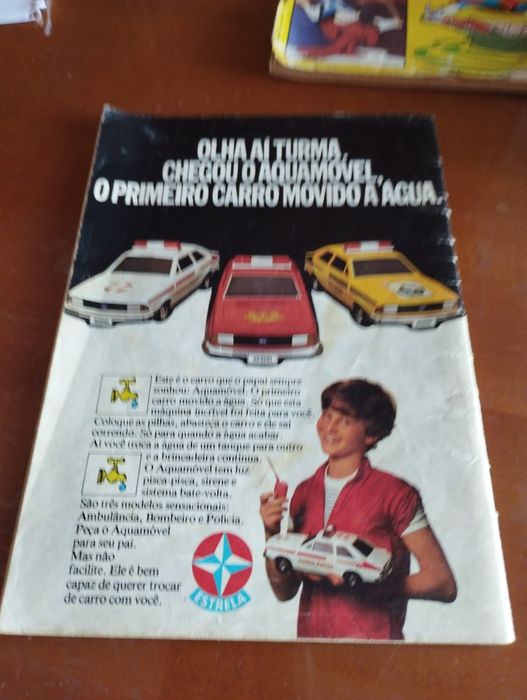 OLHA AÍ TURMA,
CHEGOU O AQUAMÓVEL,
O PRIMEIRO CARRO MOVIDO A ÁGUA.
Este é o carro que o papai sempre
sonhou: Aquamóvel. O primeiro
carro movido a água. Só que esta
máquina incrível foi feita para você.
Coloque as pilhas, abasteça o carro e ele sai
correndo. Só para quando a água acabar.
Aí você troca a água de um tanque para outro
e a brincadeira continua.
O Aquamóvel tem luz
pisca-pisca, sirene e
sistema bate-volta.
São três modelos sensacionais:
Ambulância, Bombeiro e Polícia.
Peça o Aquamóvel
para seu pai.
Mas não
facilite. Ele é bem
capaz de querer trocar
de carro com você.
ESTRELA